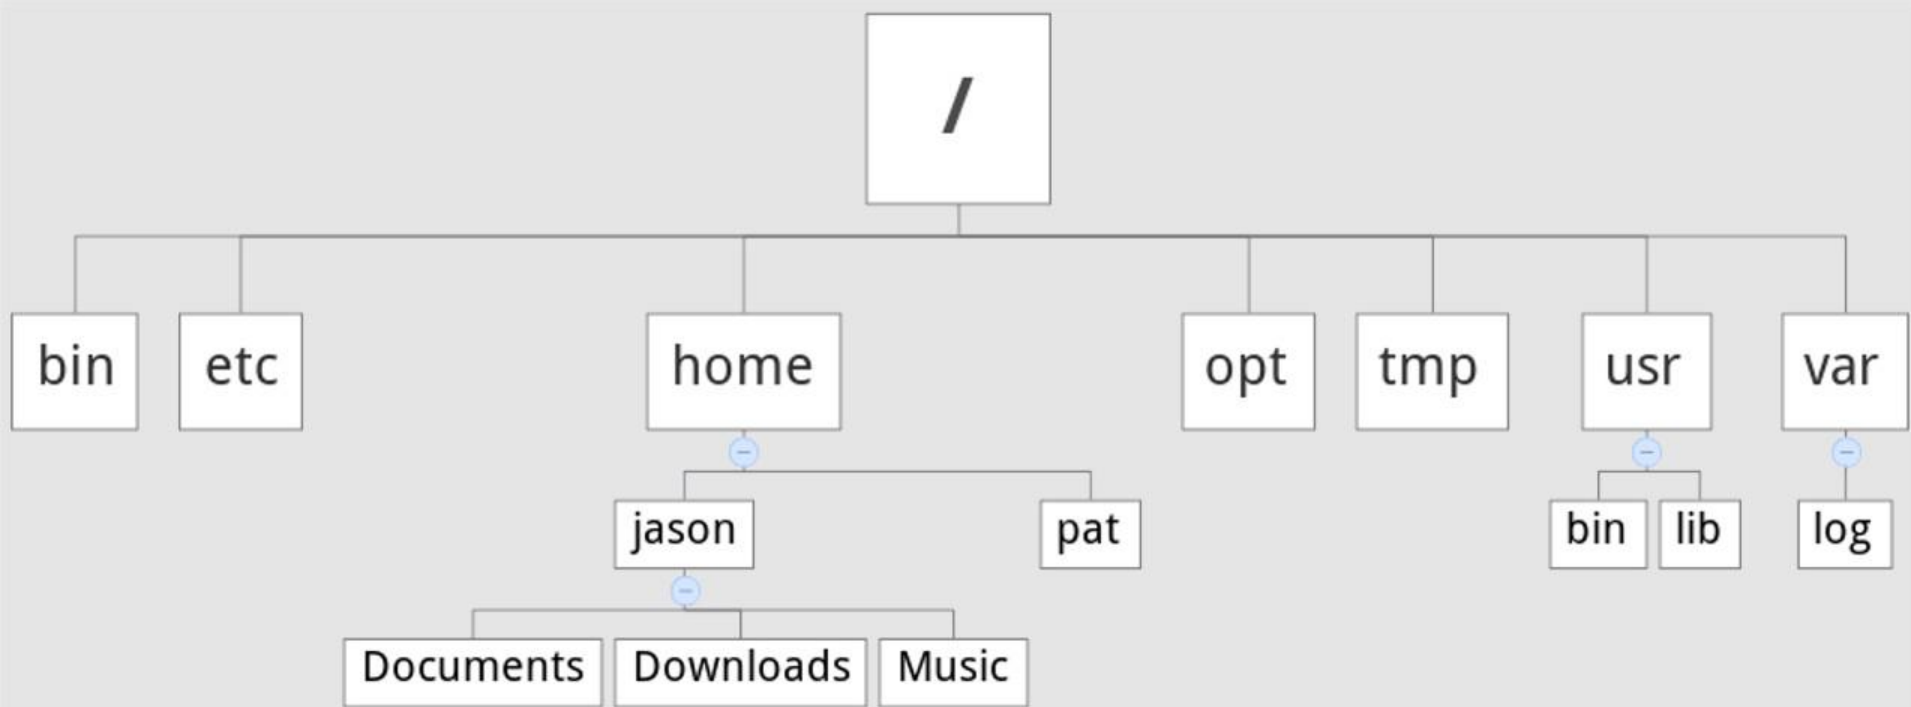 /
bin etc home opt tmp usr var
jason pat bin lib log
Documents Downloads Music